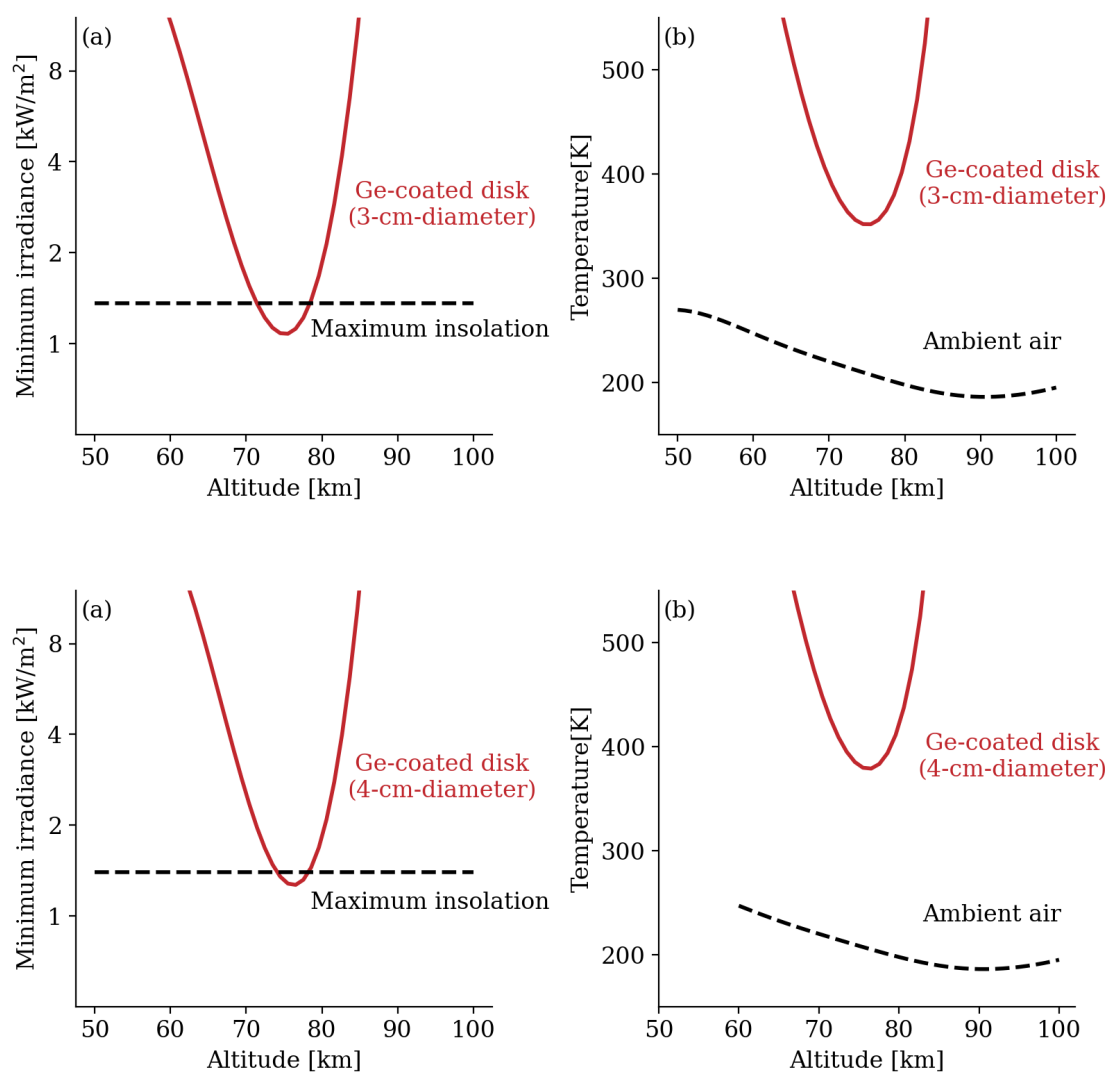 (a)
Minimum irradiance [kW/m²]
8
4
2
1
Ge-coated disk
(3-cm-diameter)
Maximum insolation
50 60 70 80 90 100
Altitude [km]
(b)
Temperature[K]
500
400
300
200
Ge-coated disk
(3-cm-diameter)
Ambient air
50 60 70 80 90 100
Altitude [km]
(a)
Minimum irradiance [kW/m²]
8
4
2
1
Ge-coated disk
(4-cm-diameter)
Maximum insolation
50 60 70 80 90 100
Altitude [km]
(b)
Temperature[K]
500
400
300
200
Ge-coated disk
(4-cm-diameter)
Ambient air
50 60 70 80 90 100
Altitude [km]